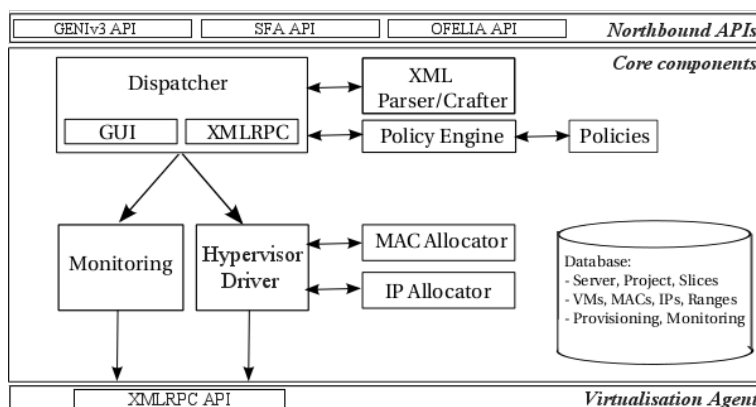 GENIv3 API
SFA API
OFELIA API
Northbound APIs
Core components
Dispatcher
GUI
XMLRPC
XML
Parser/Crafter
Policy Engine
Policies
Monitoring
Hypervisor
Driver
MAC Allocator
IP Allocator
Database:
- Server, Project, Slices
- VMs, MACs, IPs, Ranges
- Provisioning, Monitoring
XMLRPC API
Virtualisation Agent